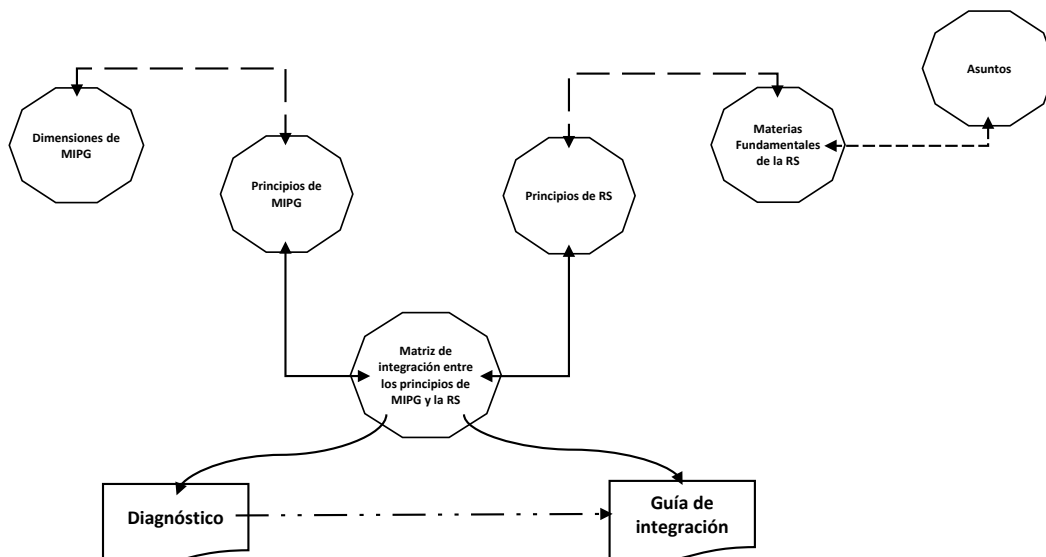 Asuntos
Dimensiones de
MIPG
Materias
Fundamentales
de la RS
Principios de
MIPG
Principios de RS
Matriz de
integración entre
los principios de
MIPG y la RS
Diagnóstico
Guía de
integración